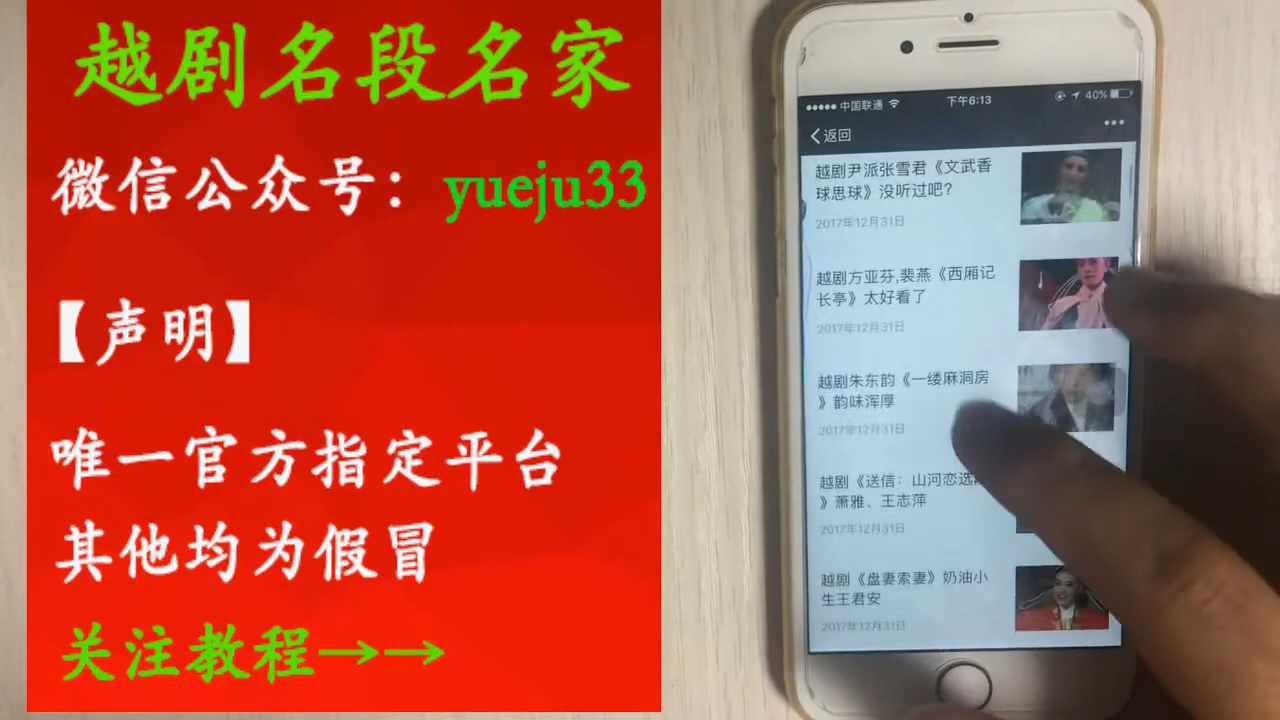 越剧名段名家
微信公众号：yueju33
【声明】
唯一官方指定平台
其他均为假冒
关注教程→→
中国联通
下午6:13
40%
返回
越剧尹派张雪君《文武香
球思球》没听过吧?
2017年12月31日
越剧方亚芬,裴燕《西厢记
长亭》太好看了
2017年12月31日
越剧朱东韵《一缕麻洞房
》韵味浑厚
2017年12月31日
越剧《送信：山河恋选
》萧雅、王志萍
2017年12月31日
越剧《盘妻索妻》奶油小
生王君安
2017年12月31日